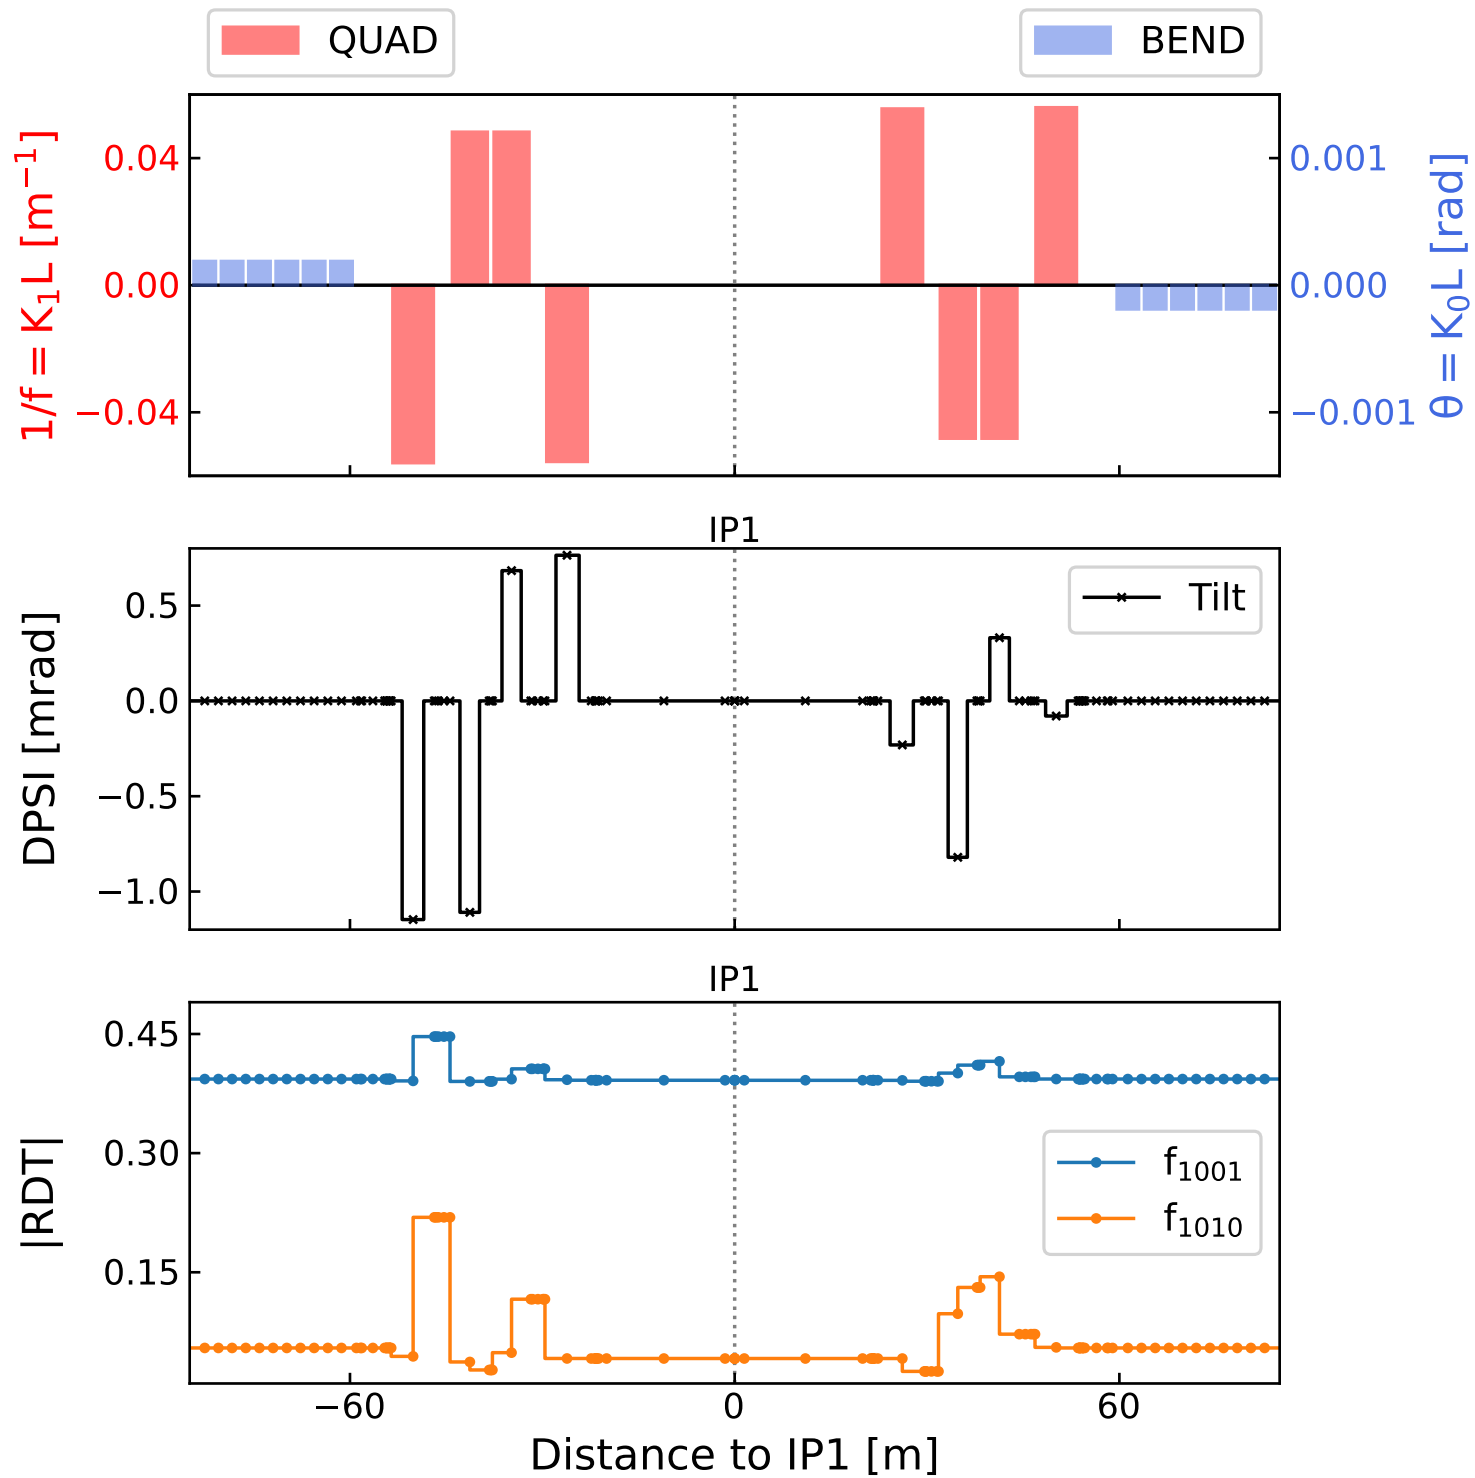 QUAD
BEND
1/f = K₁L [m⁻¹]
0.04
0.00
−0.04
0.001
0.000
−0.001
θ = K₀L [rad]
IP1
DPSI [mrad]
0.5
0.0
−0.5
−1.0
Tilt
IP1
|RDT|
0.45
0.30
0.15
f₁₀₀₁
f₁₀₁₀
−60
0
60
Distance to IP1 [m]